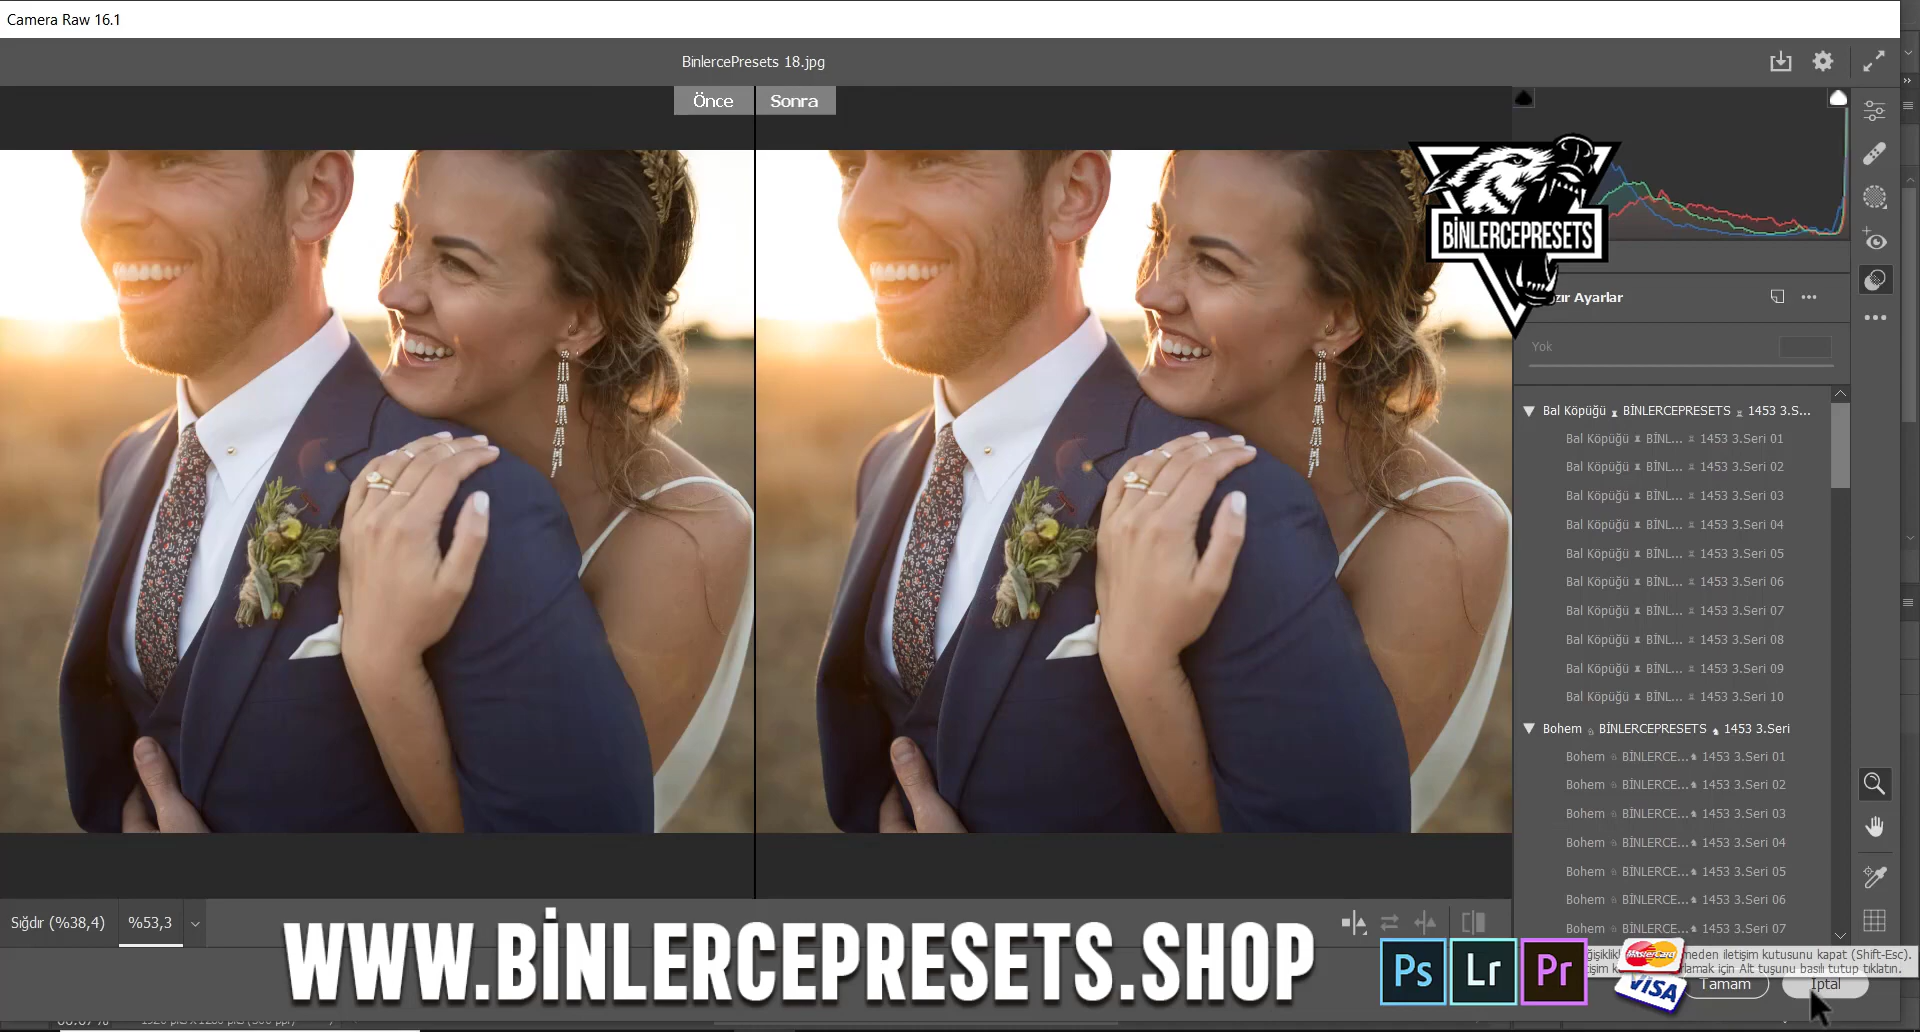 Camera Raw 16.1
BinlercePresets 18.jpg
Önce
Sonra
BİNLERCEPRESETS
zır Ayarlar
Yok
Bal Köpüğü BİNLERCEPRESETS 1453 3.S...
Bal Köpüğü BİNL... 1453 3.Seri 01
Bal Köpüğü BİNL... 1453 3.Seri 02
Bal Köpüğü BİNL... 1453 3.Seri 03
Bal Köpüğü BİNL... 1453 3.Seri 04
Bal Köpüğü BİNL... 1453 3.Seri 05
Bal Köpüğü BİNL... 1453 3.Seri 06
Bal Köpüğü BİNL... 1453 3.Seri 07
Bal Köpüğü BİNL... 1453 3.Seri 08
Bal Köpüğü BİNL... 1453 3.Seri 09
Bal Köpüğü BİNL... 1453 3.Seri 10
Bohem BİNLERCEPRESETS 1453 3.Seri
Bohem BİNLERCE... 1453 3.Seri 01
Bohem BİNLERCE... 1453 3.Seri 02
Bohem BİNLERCE... 1453 3.Seri 03
Bohem BİNLERCE... 1453 3.Seri 04
Bohem BİNLERCE... 1453 3.Seri 05
Bohem BİNLERCE... 1453 3.Seri 06
Bohem BİNLERCE... 1453 3.Seri 07
Sığdır (%38,4)
%53,3
WWW.BİNLERCEPRESETS.SHOP
Ps
Lr
Pr
MasterCard
VISA
meden iletişim kutusunu kapat (Shift-Esc).
için Alt tuşunu basılı tutup tıklatın.
Tamam
İptal